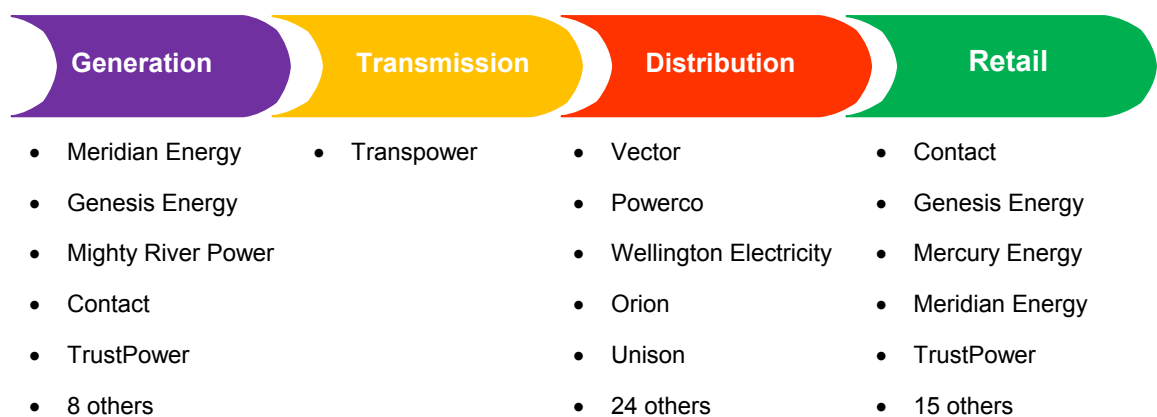 Generation
Transmission
Distribution
Retail
• Meridian Energy
• Genesis Energy
• Mighty River Power
• Contact
• TrustPower
• 8 others
• Transpower
• Vector
• Powerco
• Wellington Electricity
• Orion
• Unison
• 24 others
• Contact
• Genesis Energy
• Mercury Energy
• Meridian Energy
• TrustPower
• 15 others